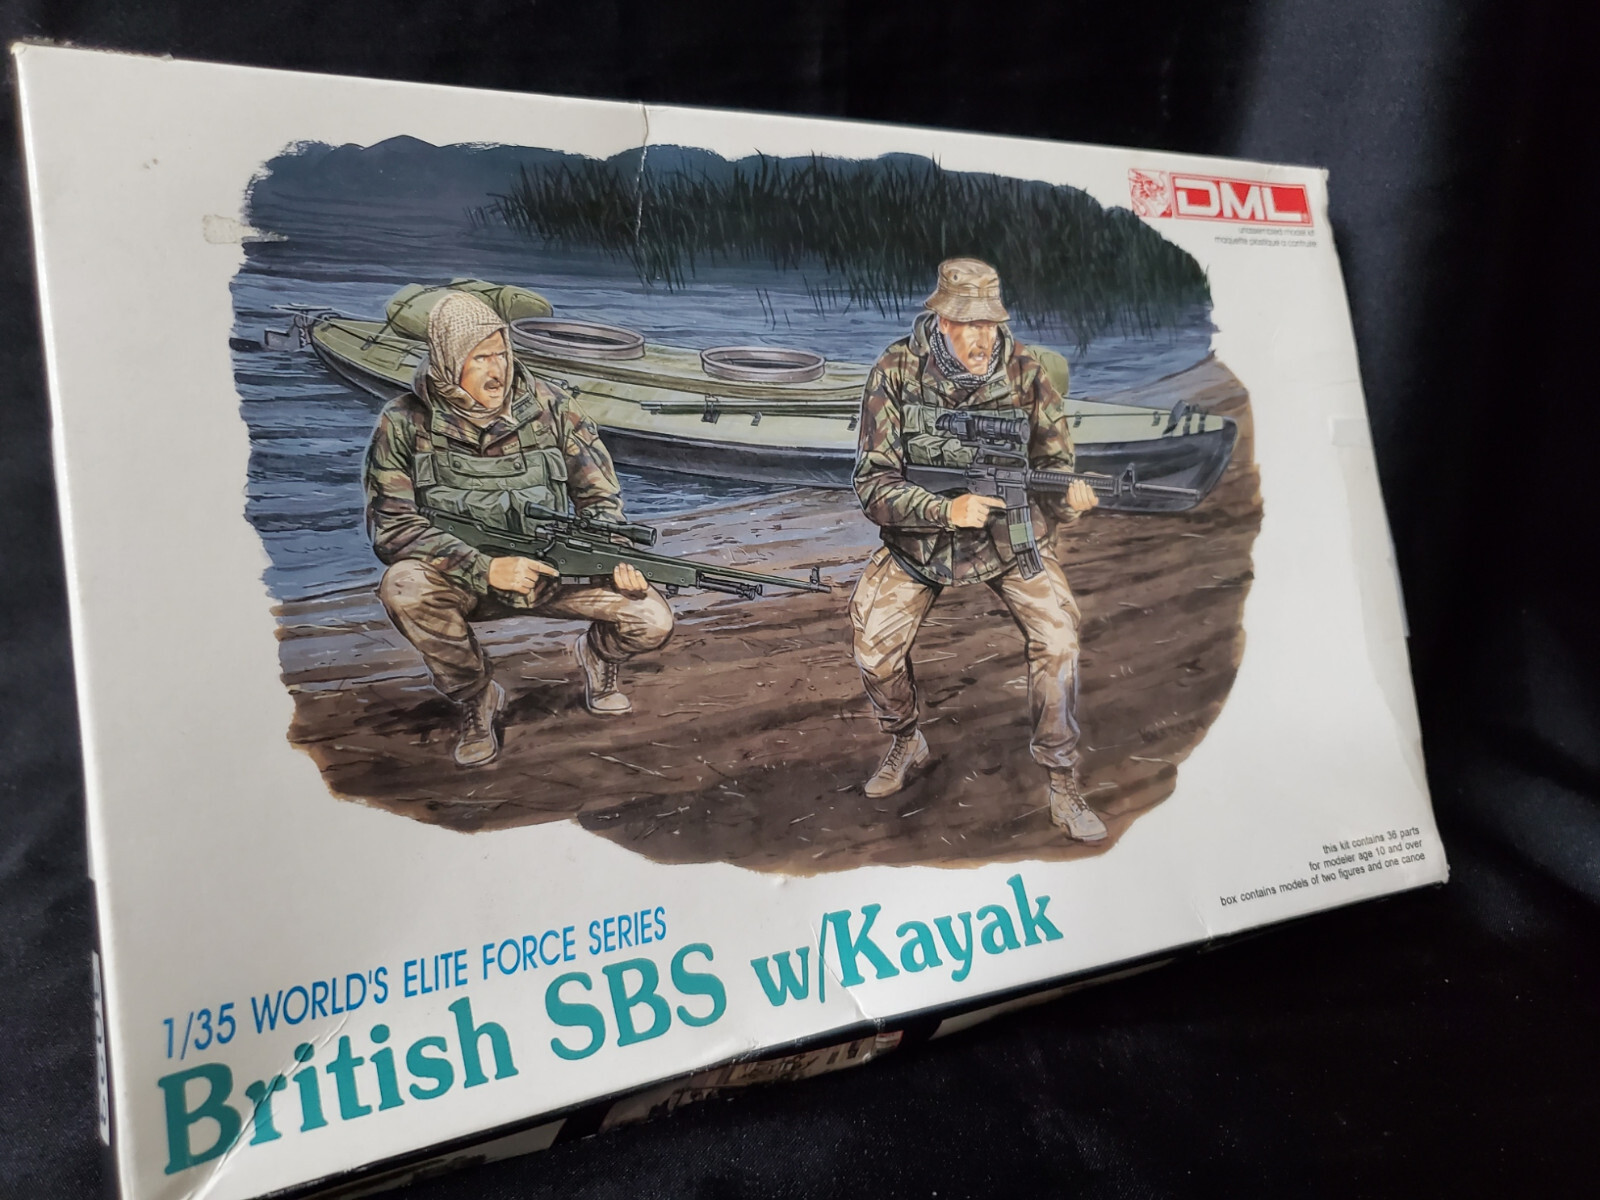 DML
unassembled model kit
maquette plastique a contruire
this kit contains 36 parts
for modeler age 10 and over
box contains models of two figures and one canoe
1/35 WORLD'S ELITE FORCE SERIES
British SBS w/Kayak